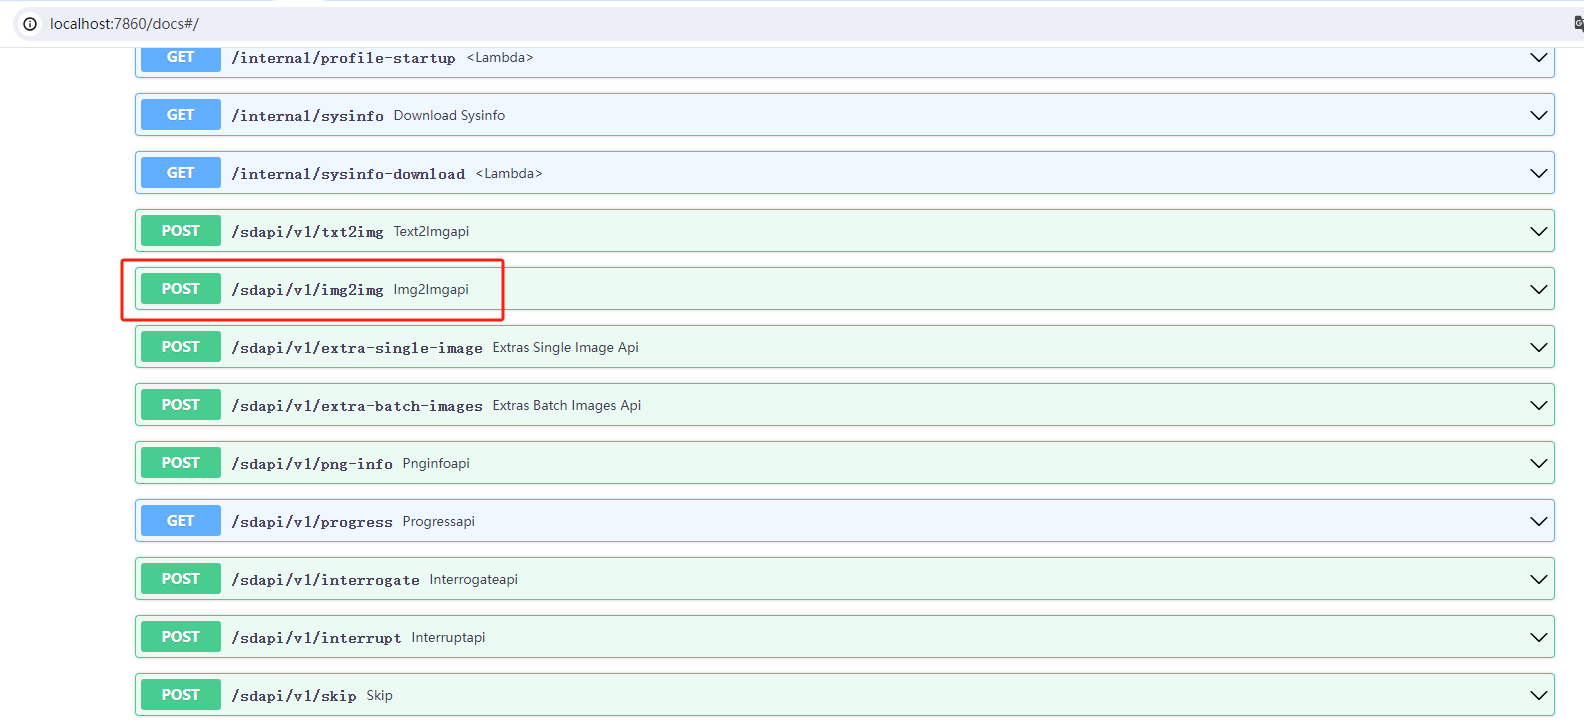 localhost:7860/docs#/
GET /internal/profile-startup <Lambda>
GET /internal/sysinfo Download Sysinfo
GET /internal/sysinfo-download <Lambda>
POST /sdapi/v1/txt2img Text2Imgapi
POST /sdapi/v1/img2img Img2Imgapi
POST /sdapi/v1/extra-single-image Extras Single Image Api
POST /sdapi/v1/extra-batch-images Extras Batch Images Api
POST /sdapi/v1/png-info Pnginfoapi
GET /sdapi/v1/progress Progressapi
POST /sdapi/v1/interrogate Interrogateapi
POST /sdapi/v1/interrupt Interruptapi
POST /sdapi/v1/skip Skip